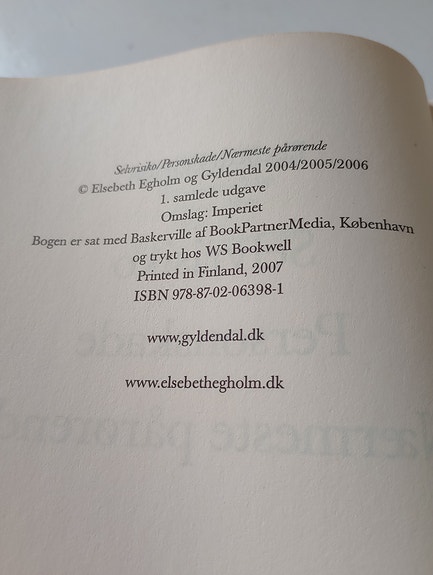 Selvrisiko/Personskade/Nærmeste pårørende
© Elsebeth Egholm og Gyldendal 2004/2005/2006
1. samlede udgave
Omslag: Imperiet
Bogen er sat med Baskerville af BookPartnerMedia, København
og trykt hos WS Bookwell
Printed in Finland, 2007
ISBN 978-87-02-06398-1
www.gyldendal.dk
www.elsebethegholm.dk